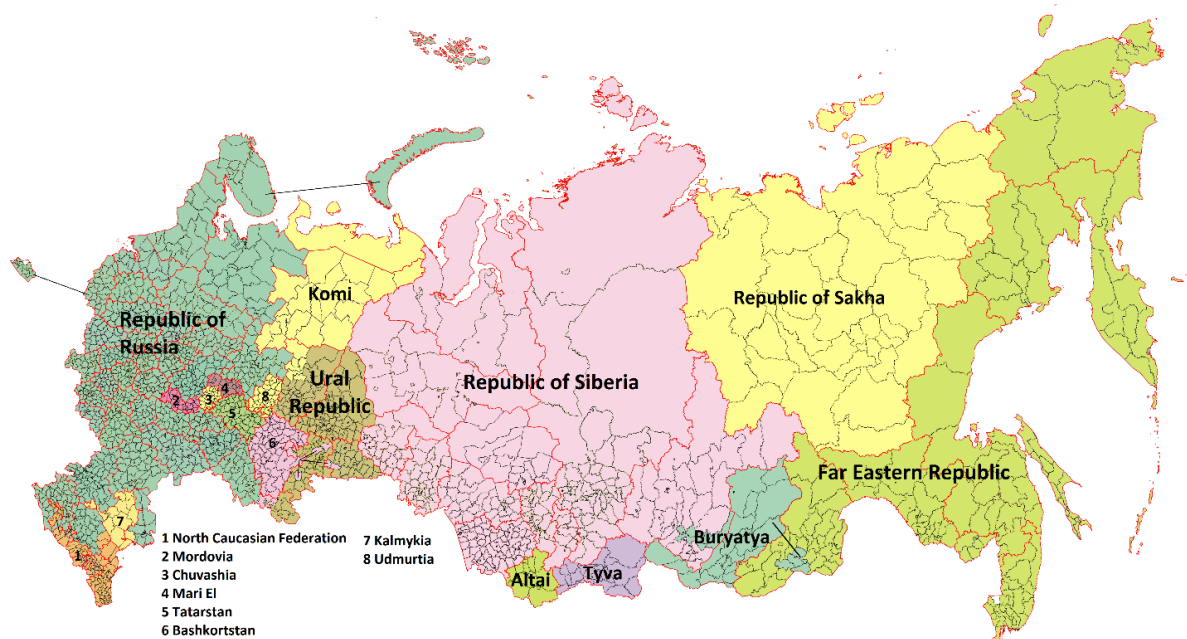 Komi
Republic of
Russia
Republic of Sakha
Ural
Republic
Republic of Siberia
4
2
3
8
5
6
Far Eastern Republic
7
Buryatya
1
Altai
Tyva
1 North Caucasian Federation
2 Mordovia
3 Chuvashia
4 Mari El
5 Tatarstan
6 Bashkortstan
7 Kalmykia
8 Udmurtia